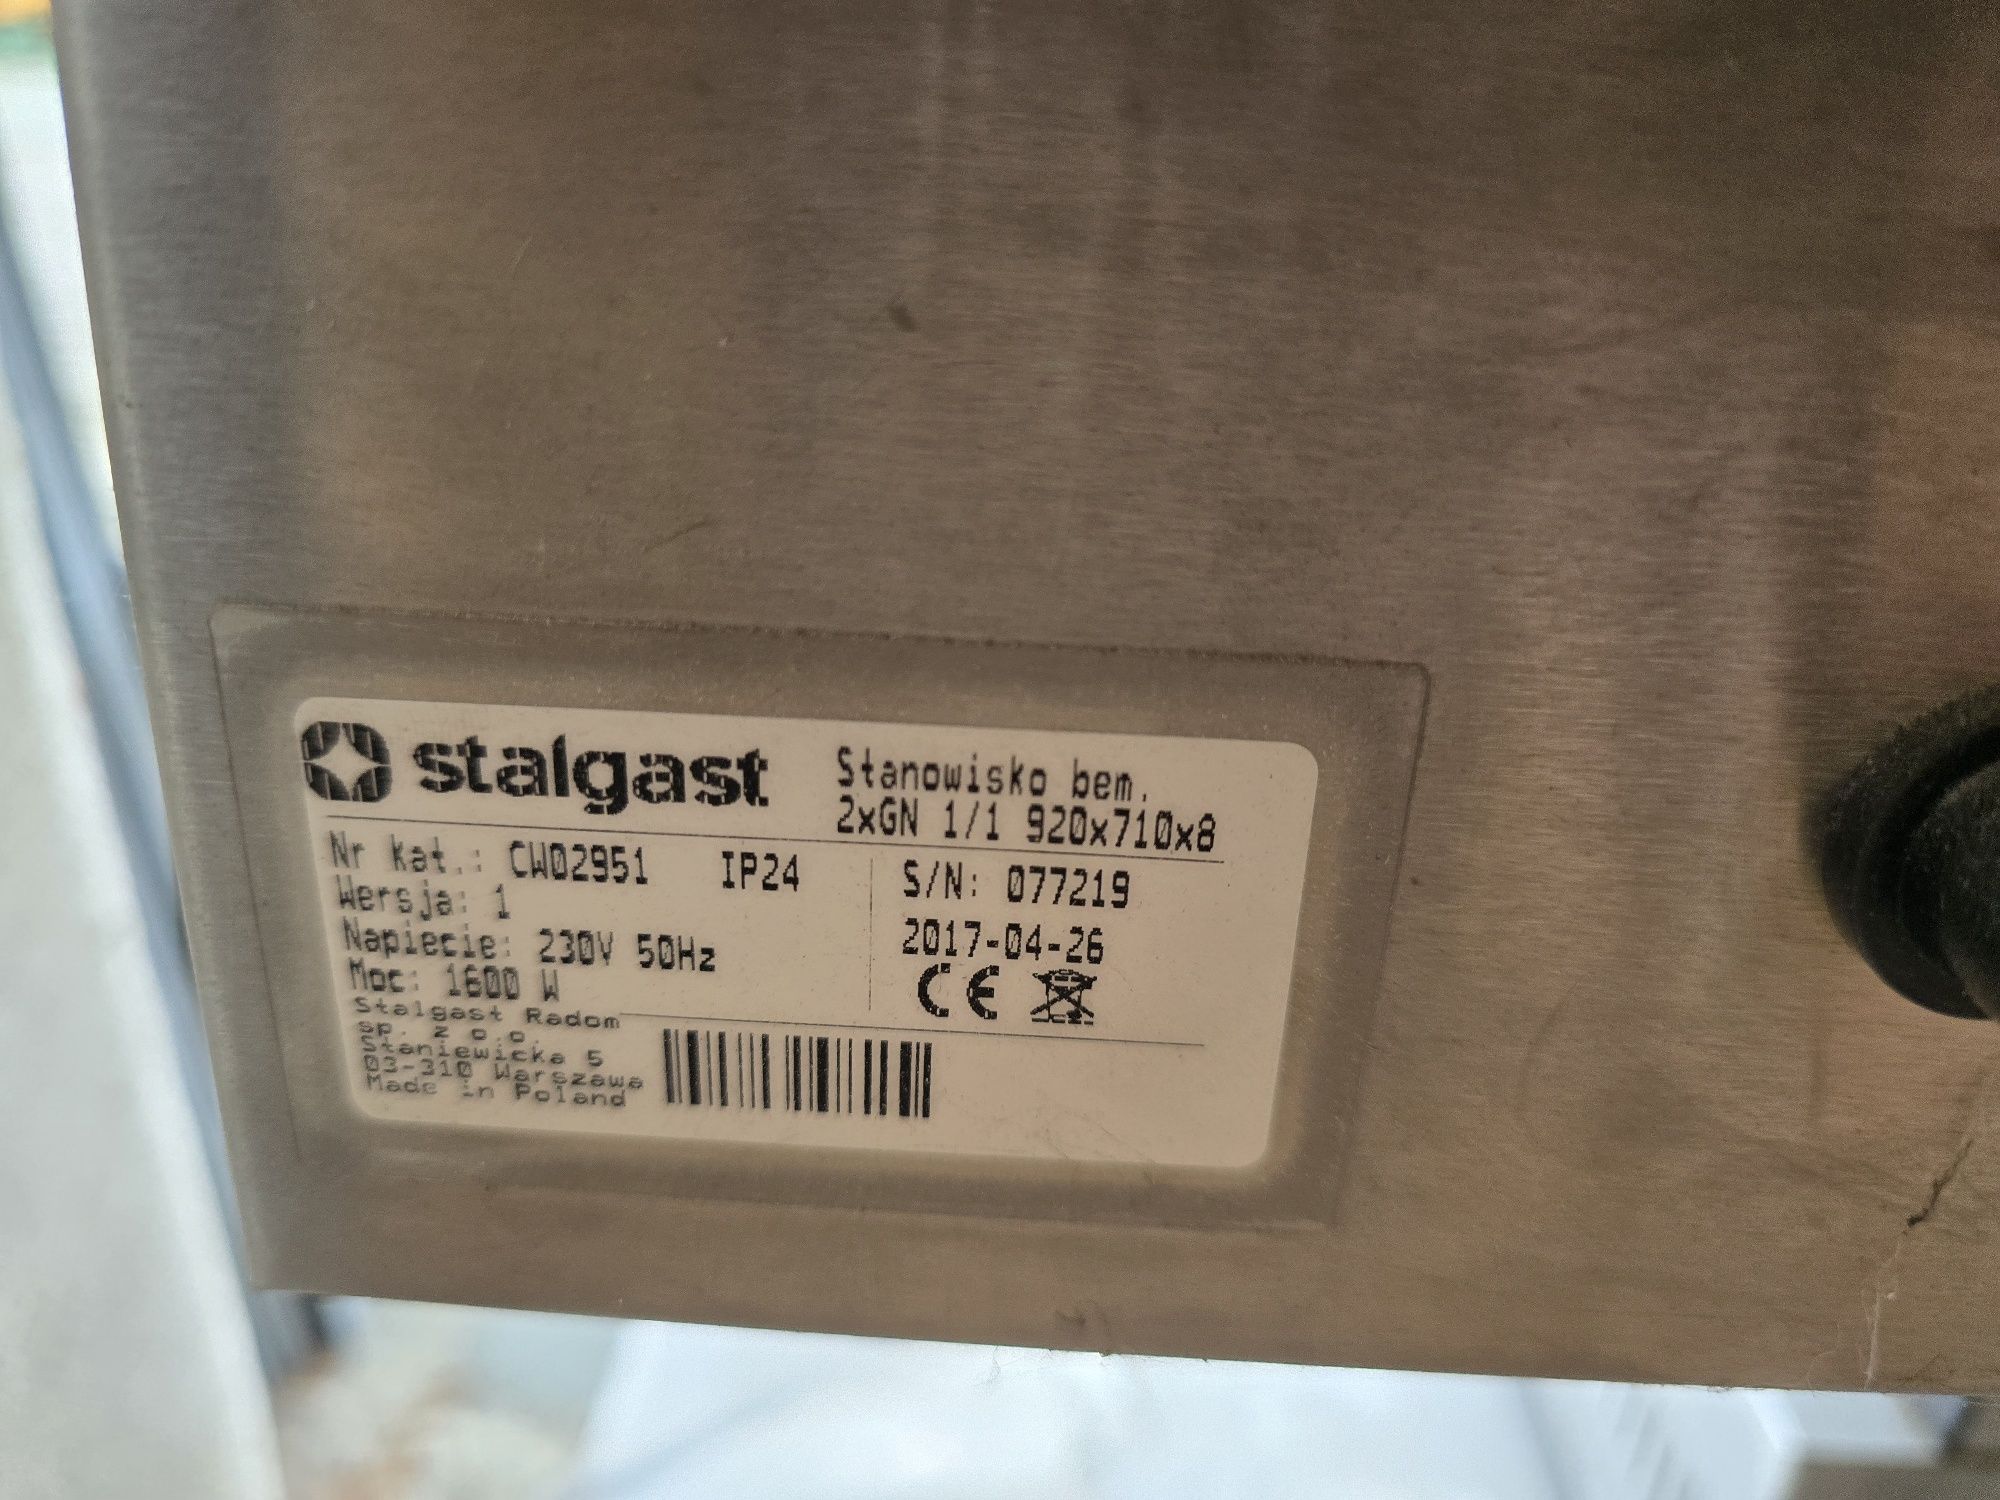 stalgast
Stanowisko bem.
2xGN 1/1 920x710x8
Nr kat.: CW02951 IP24
Wersja: 1
Napiecie: 230V 50Hz
Moc: 1600 W
S/N: 077219
2017-04-26
CE
Stalgast Radom
sp. z o.o.
Staniewicka 5
03-310 Warszawa
Made in Poland